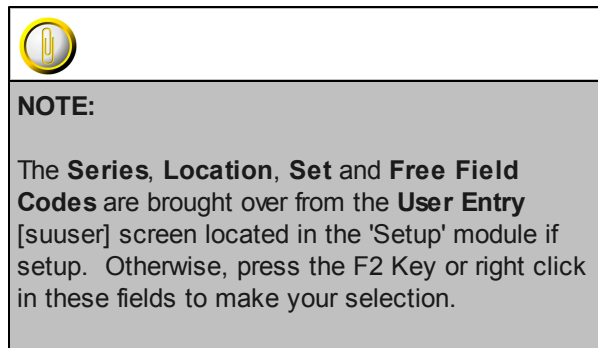 NOTE:
The Series, Location, Set and Free Field
Codes are brought over from the User Entry
[suuser] screen located in the 'Setup' module if
setup.  Otherwise, press the F2 Key or right click
in these fields to make your selection.